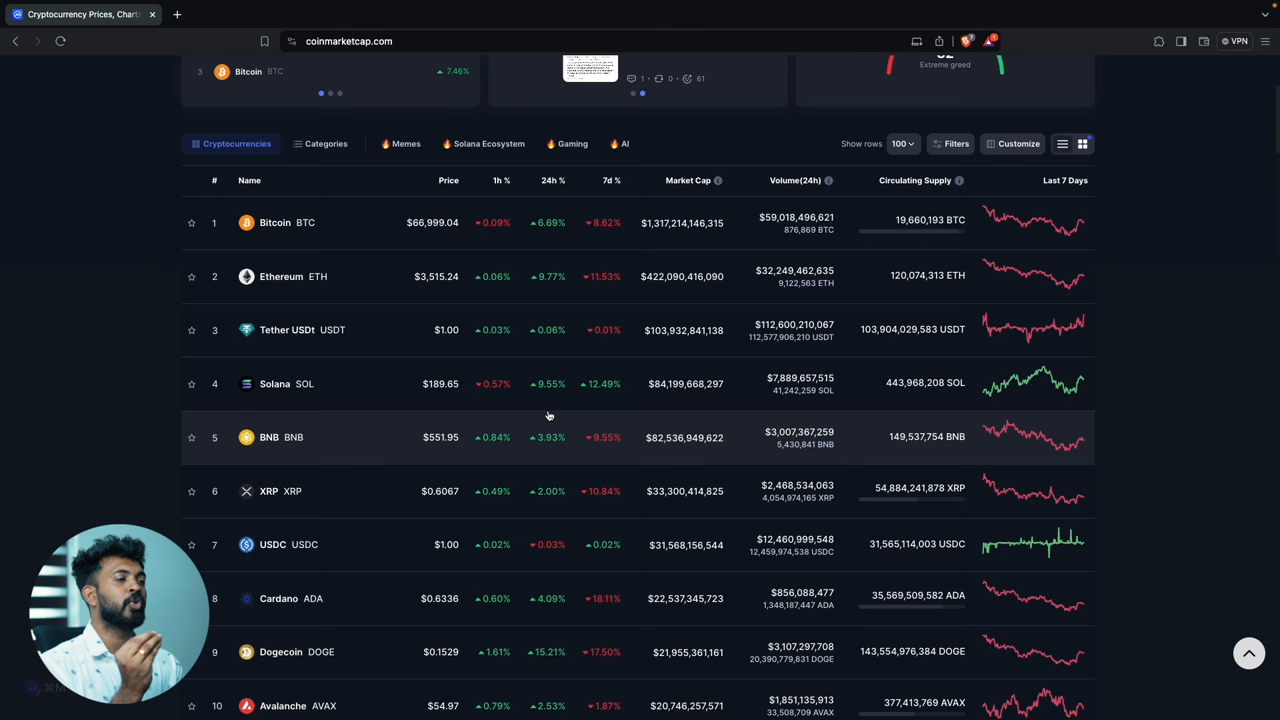 Cryptocurrency Prices, Chart
coinmarketcap.com
VPN
3 Bitcoin BTC 7.46%
1 0 61
Extreme greed
Cryptocurrencies Categories Memes Solana Ecosystem Gaming AI Show rows 100 Filters Customize
# Name Price 1h % 24h % 7d % Market Cap Volume(24h) Circulating Supply Last 7 Days
1 Bitcoin BTC $66,999.04 0.09% 6.69% 8.62% $1,317,214,146,315 $59,018,496,621 19,660,193 BTC
876,869 BTC
2 Ethereum ETH $3,515.24 0.06% 9.77% 11.53% $422,090,416,090 $32,249,462,635 120,074,313 ETH
9,122,563 ETH
3 Tether USDt USDT $1.00 0.03% 0.06% 0.01% $103,932,841,138 $112,600,210,067 103,904,029,583 USDT
112,577,906,210 USDT
4 Solana SOL $189.65 0.57% 9.55% 12.49% $84,199,668,297 $7,889,657,515 443,968,208 SOL
41,242,259 SOL
5 BNB BNB $551.95 0.84% 3.93% 9.55% $82,536,949,622 $3,007,367,259 149,537,754 BNB
5,430,841 BNB
6 XRP XRP $0.6067 0.49% 2.00% 10.84% $33,300,414,825 $2,468,534,063 54,884,241,878 XRP
4,054,974,165 XRP
7 USDC USDC $1.00 0.02% 0.03% 0.02% $31,568,156,544 $12,460,999,548 31,565,114,003 USDC
12,459,974,538 USDC
8 Cardano ADA $0.6336 0.60% 4.09% 18.11% $22,537,345,723 $856,088,477 35,569,509,582 ADA
1,348,187,447 ADA
9 Dogecoin DOGE $0.1529 1.61% 15.21% 17.50% $21,955,361,161 $3,107,297,708 143,554,976,384 DOGE
20,390,779,831 DOGE
10 Avalanche AVAX $54.97 0.79% 2.53% 1.87% $20,746,257,571 $1,851,135,913 377,413,769 AVAX
33,508,709 AVAX